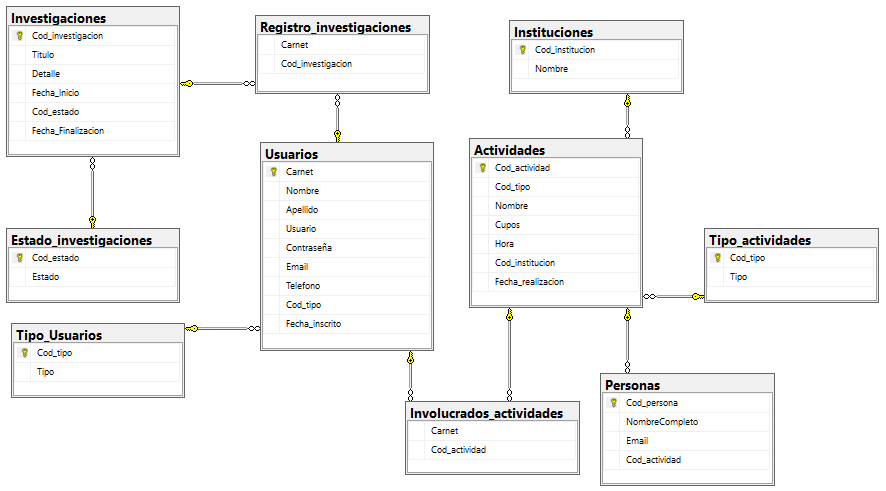 Investigaciones
Cod_investigacion
Titulo
Detalle
Fecha_Inicio
Cod_estado
Fecha_Finalizacion
Registro_investigaciones
Carnet
Cod_investigacion
Instituciones
Cod_institucion
Nombre
Usuarios
Carnet
Nombre
Apellido
Usuario
Contraseña
Email
Telefono
Cod_tipo
Fecha_inscrito
Actividades
Cod_actividad
Cod_tipo
Nombre
Cupos
Hora
Cod_institucion
Fecha_realizacion
Estado_investigaciones
Cod_estado
Estado
Tipo_actividades
Cod_tipo
Tipo
Tipo_Usuarios
Cod_tipo
Tipo
Involucrados_actividades
Carnet
Cod_actividad
Personas
Cod_persona
NombreCompleto
Email
Cod_actividad